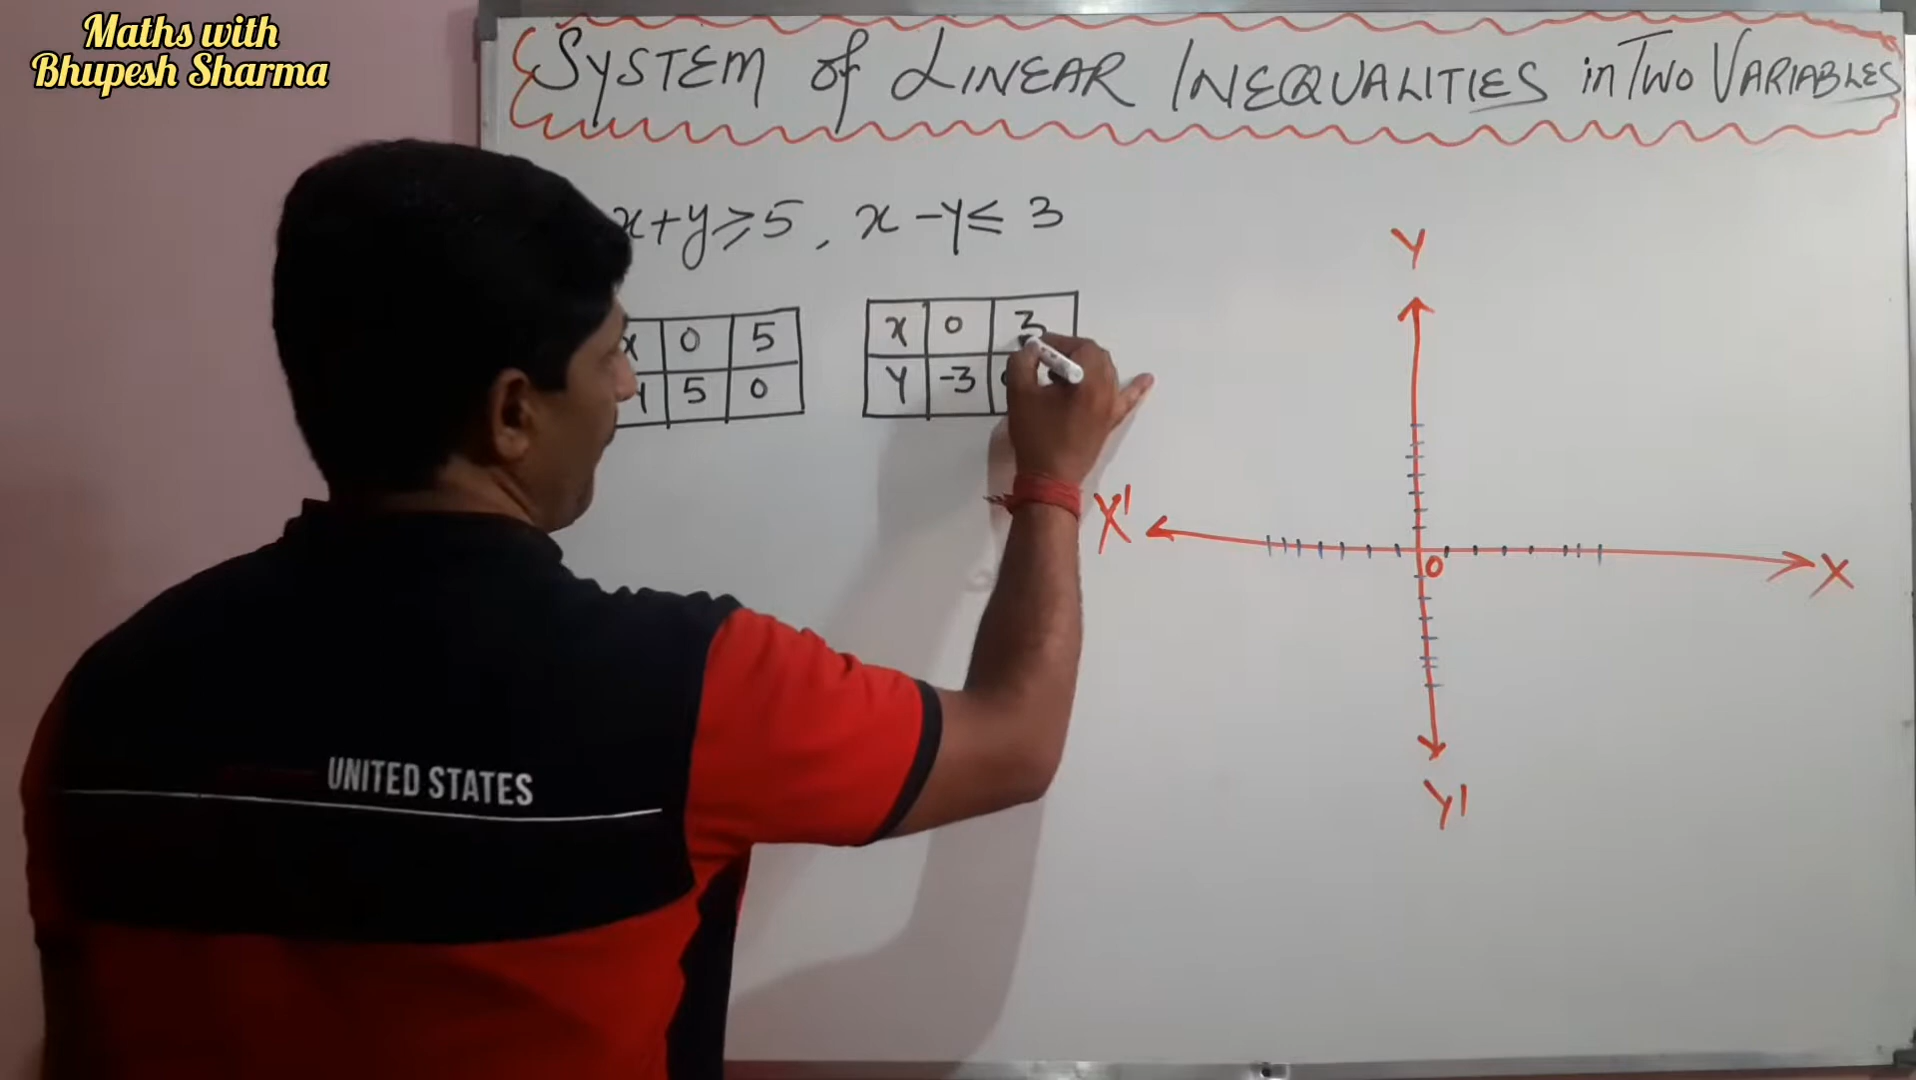 Maths with
Bhupesh Sharma
SYSTEM of LINEAR INEQUALITIES in TWO VARIABLES
x+y≥5, x-y≤ 3
X 0 5
Y 5 0
X 0 3
Y -3
Y
X'
O
X
Y'
UNITED STATES